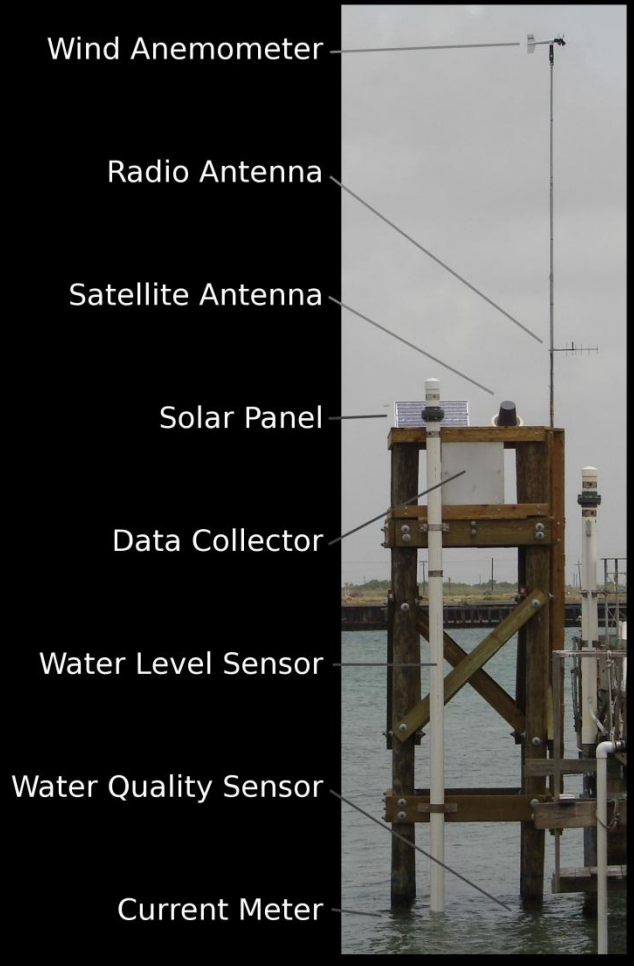 Wind Anemometer
Radio Antenna
Satellite Antenna
Solar Panel
Data Collector
Water Level Sensor
Water Quality Sensor
Current Meter